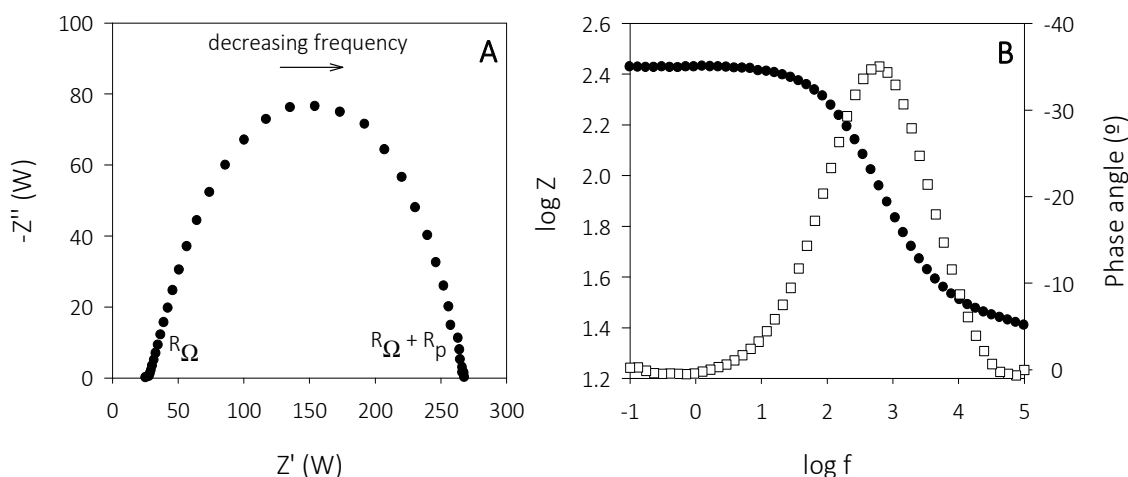 100
80
60
40
20
0
-Z'' (W)
decreasing frequency
A
RΩ
RΩ + Rp
0 50 100 150 200 250 300
Z' (W)
2.6
2.4
2.2
2.0
1.8
1.6
1.4
1.2
log Z
B
-40
-30
-20
-10
0
Phase angle (º)
-1 0 1 2 3 4 5
log f